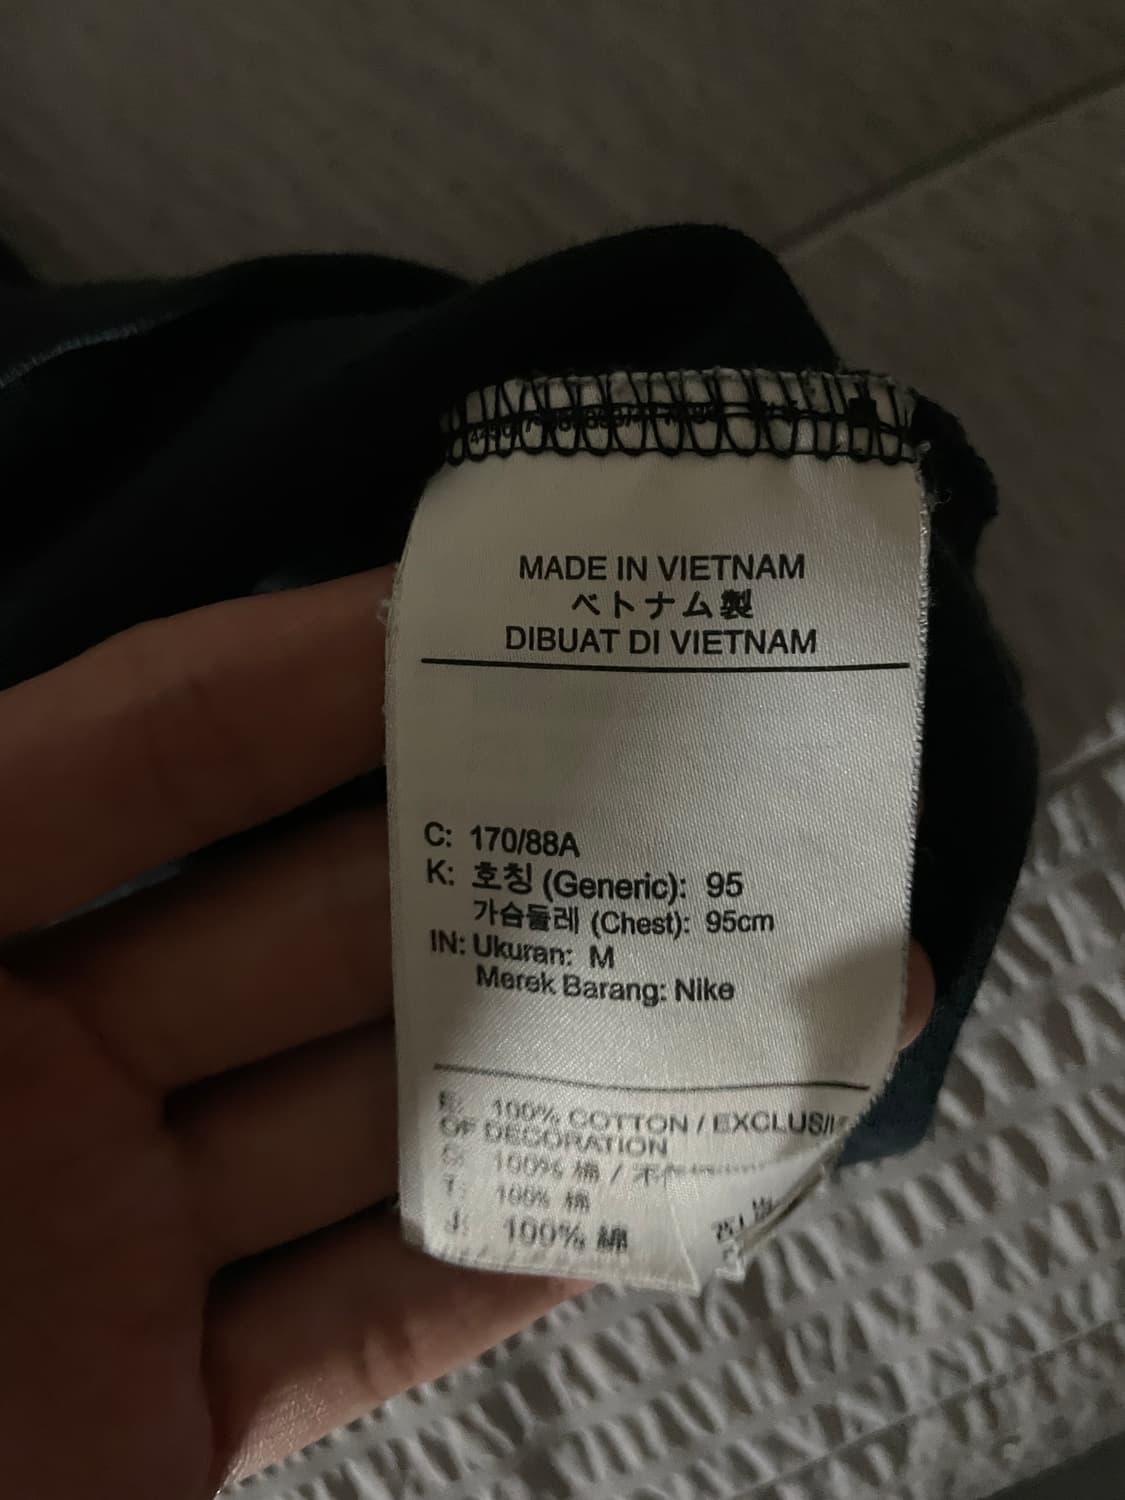 MADE IN VIETNAM
ベトナム製
DIBUAT DI VIETNAM
C: 170/88A
K: 호칭 (Generic): 95
가슴둘레 (Chest): 95cm
IN: Ukuran: M
Merek Barang: Nike
E: 100% COTTON / EXCLUSIVE
OF DECORATION
100% 棉 /
T: 100% 棉
J: 100% 綿